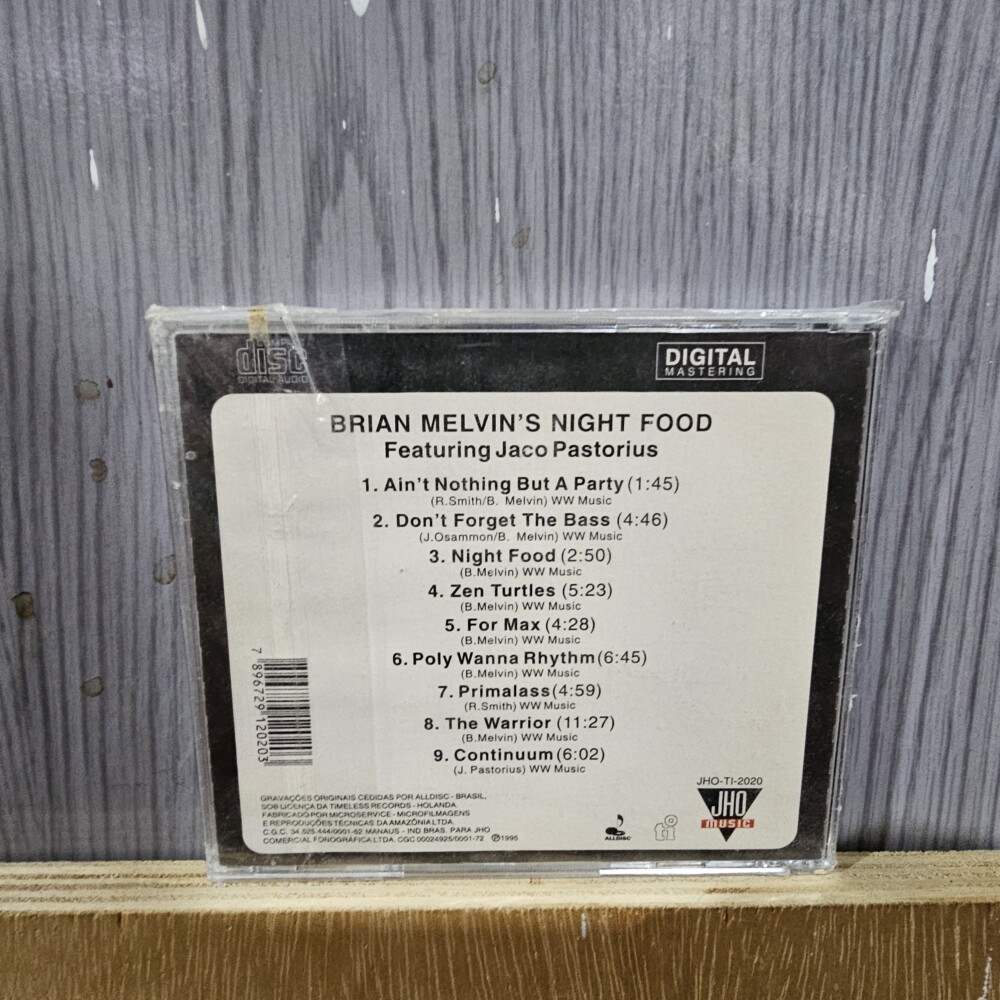 disc
DIGITAL AUDIO
DIGITAL
MASTERING
BRIAN MELVIN'S NIGHT FOOD
Featuring Jaco Pastorius
1. Ain't Nothing But A Party (1:45)
(R.Smith/B. Melvin) WW Music
2. Don't Forget The Bass (4:46)
(J.Osammon/B. Melvin) WW Music
3. Night Food (2:50)
(B.Melvin) WW Music
4. Zen Turtles (5:23)
(B.Melvin) WW Music
5. For Max (4:28)
(B.Melvin) WW Music
6. Poly Wanna Rhythm (6:45)
(B.Melvin) WW Music
7. Primalass (4:59)
(R.Smith) WW Music
8. The Warrior (11:27)
(B.Melvin) WW Music
9. Continuum (6:02)
(J. Pastorius) WW Music
7 896729 120203
GRAVAÇÕES ORIGINAIS CEDIDAS POR ALLDISC - BRASIL,
SOB LICENÇA DA TIMELESS RECORDS - HOLANDA.
FABRICADO POR MICROSERVICE - MICROFILMAGENS
E REPRODUÇÕES TÉCNICAS DA AMAZÔNIA LTDA.
C.G.C. 34.525.444/0001-62 MANAUS - IND BRAS. PARA JHO
COMERCIAL FONOGRÁFICA LTDA. CGC 00024925/0001-72 ℗1995
ALLDISC
ti
JHO-TI-2020
JHO
MUSIC